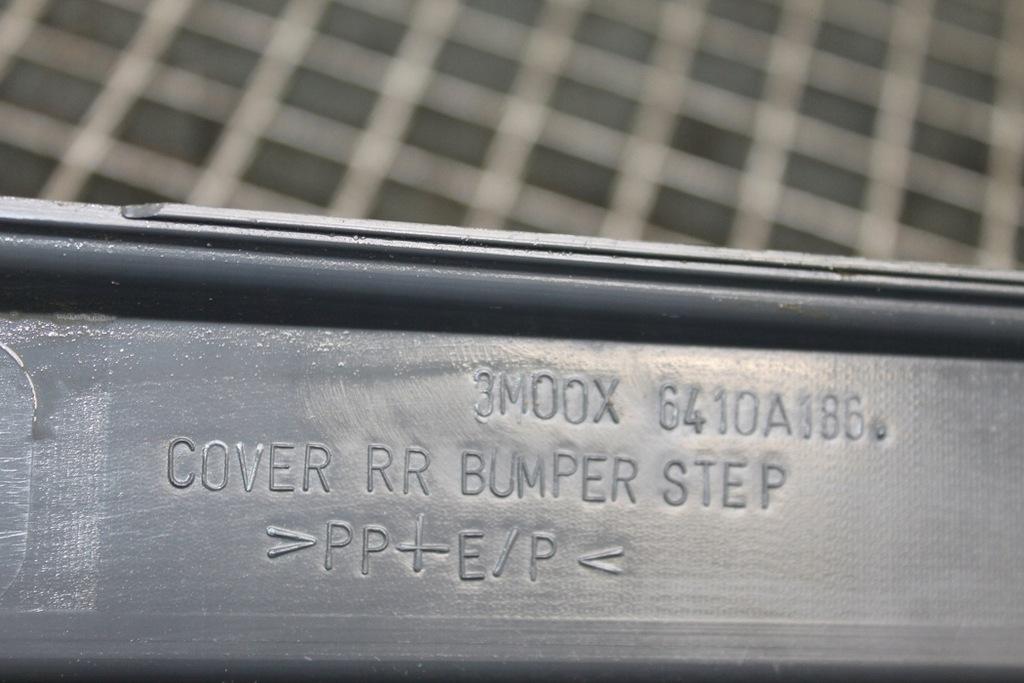 3M00X 6410A186.
COVER RR BUMPER STEP
>PP+E/P<